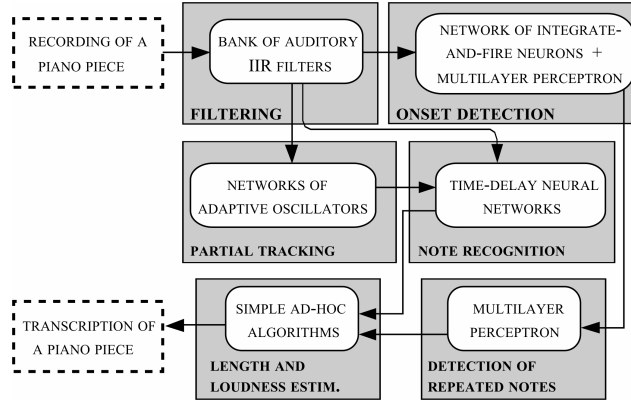 RECORDING OF A
PIANO PIECE
BANK OF AUDITORY
IIR FILTERS
FILTERING
NETWORK OF INTEGRATE-
AND-FIRE NEURONS +
MULTILAYER PERCEPTRON
ONSET DETECTION
NETWORKS OF
ADAPTIVE OSCILLATORS
PARTIAL TRACKING
TIME-DELAY NEURAL
NETWORKS
NOTE RECOGNITION
TRANSCRIPTION OF
A PIANO PIECE
SIMPLE AD-HOC
ALGORITHMS
LENGTH AND
LOUDNESS ESTIM.
MULTILAYER
PERCEPTRON
DETECTION OF
REPEATED NOTES